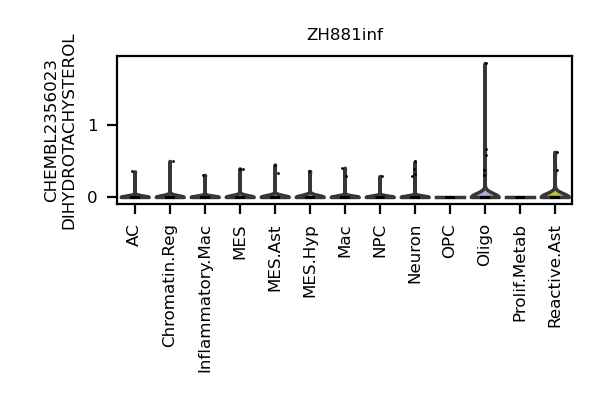 ZH881inf
CHEMBL2356023
DIHYDROTACHYSTEROL
1
0
AC
Chromatin.Reg
Inflammatory.Mac
MES
MES.Ast
MES.Hyp
Mac
NPC
Neuron
OPC
Oligo
Prolif.Metab
Reactive.Ast